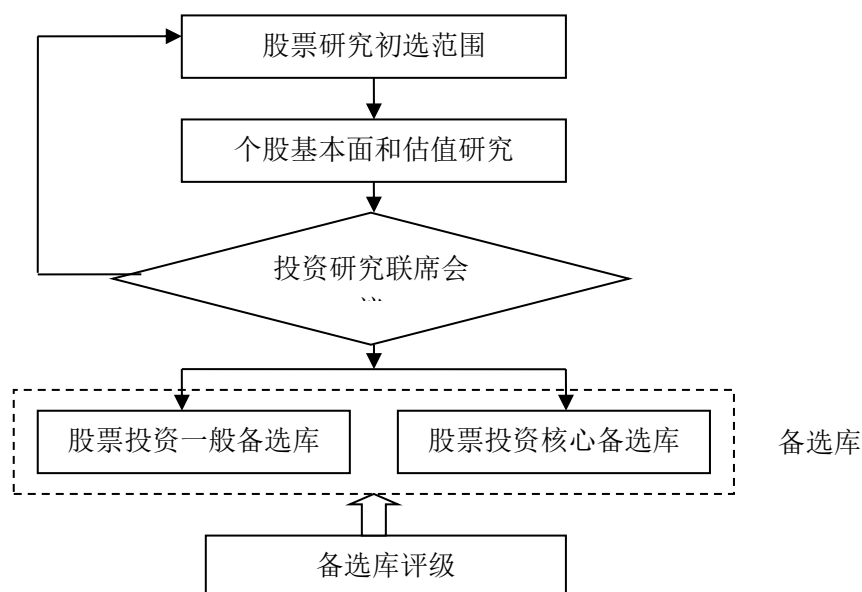 股票研究初选范围
个股基本面和估值研究
投资研究联席会
股票投资一般备选库
股票投资核心备选库
备选库
备选库评级